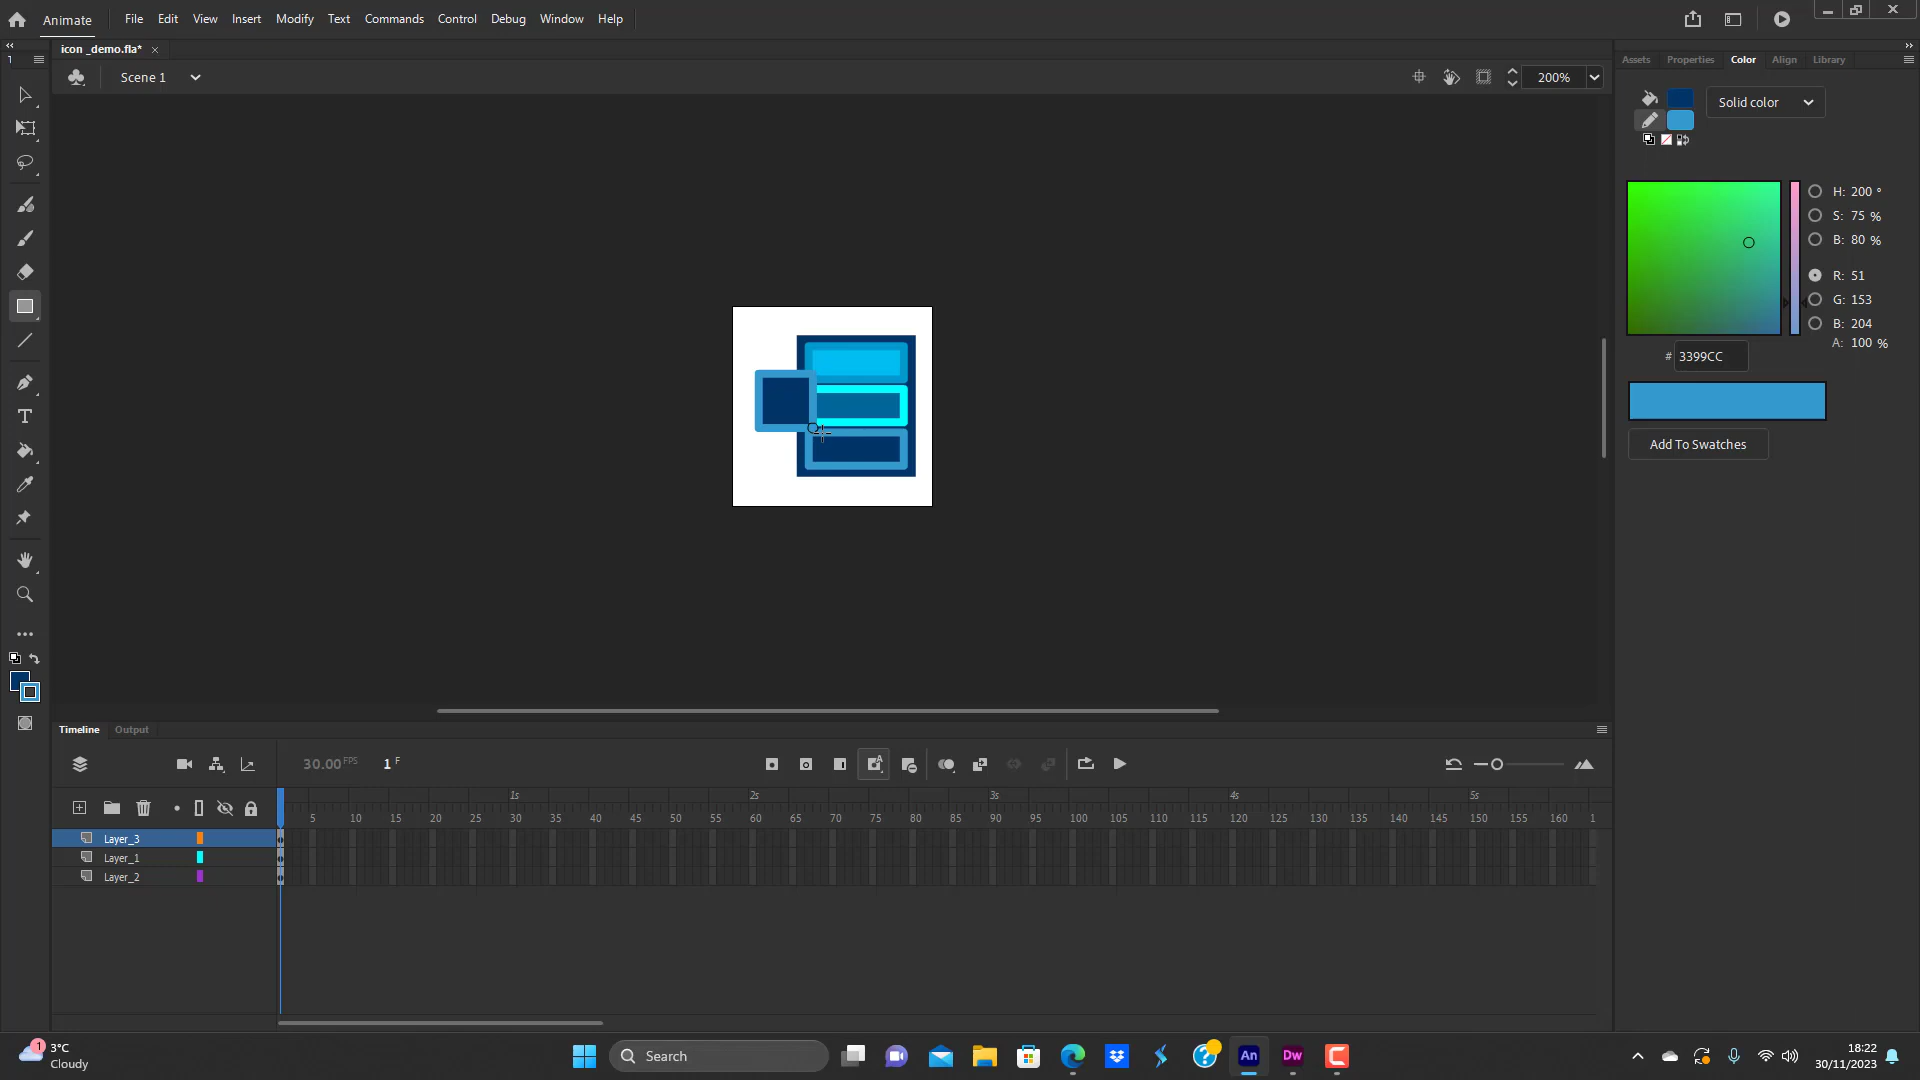 Animate File Edit View Insert Modify Text Commands Control Debug Window Help
icon _demo.fla*
Scene 1 200%
Assets Properties Color Align Library
Solid color
H: 200 °
S: 75 %
B: 80 %
R: 51
G: 153
B: 204
A: 100 %
# 3399CC
Add To Swatches
Timeline Output
30.00 FPS 1 F
1s 2s 3s 4s 5s
5 10 15 20 25 30 35 40 45 50 55 60 65 70 75 80 85 90 95 100 105 110 115 120 125 130 135 140 145 150 155 160 1
Layer_3
Layer_1
Layer_2
1 3°C
Cloudy
Search
An Dw
18:22
30/11/2023